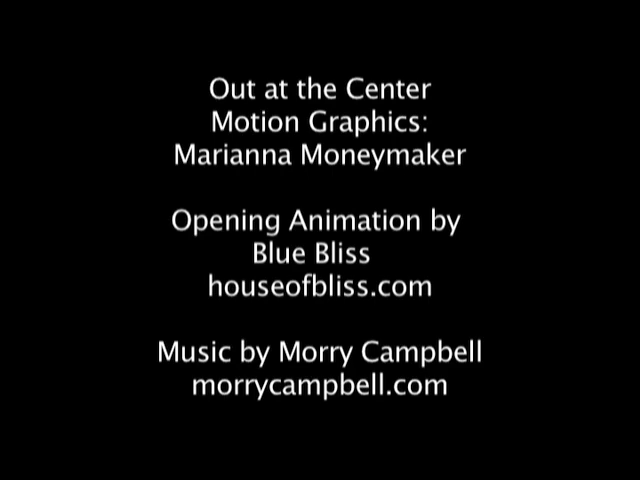 Out at the Center
Motion Graphics:
Marianna Moneymaker
Opening Animation by
Blue Bliss
houseofbliss.com
Music by Morry Campbell
morrycampbell.com